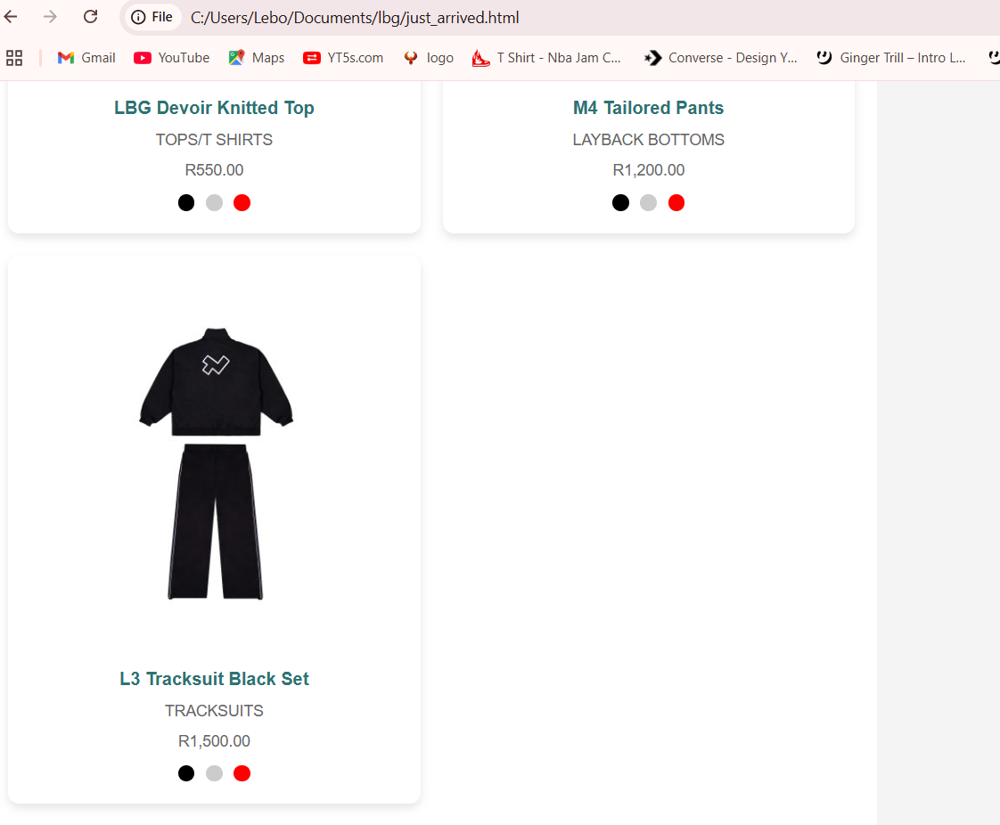 File C:/Users/Lebo/Documents/lbg/just_arrived.html
Gmail YouTube Maps YT5s.com logo T Shirt - Nba Jam C... Converse - Design Y... Ginger Trill – Intro L...
LBG Devoir Knitted Top
TOPS/T SHIRTS
R550.00
M4 Tailored Pants
LAYBACK BOTTOMS
R1,200.00
L3 Tracksuit Black Set
TRACKSUITS
R1,500.00